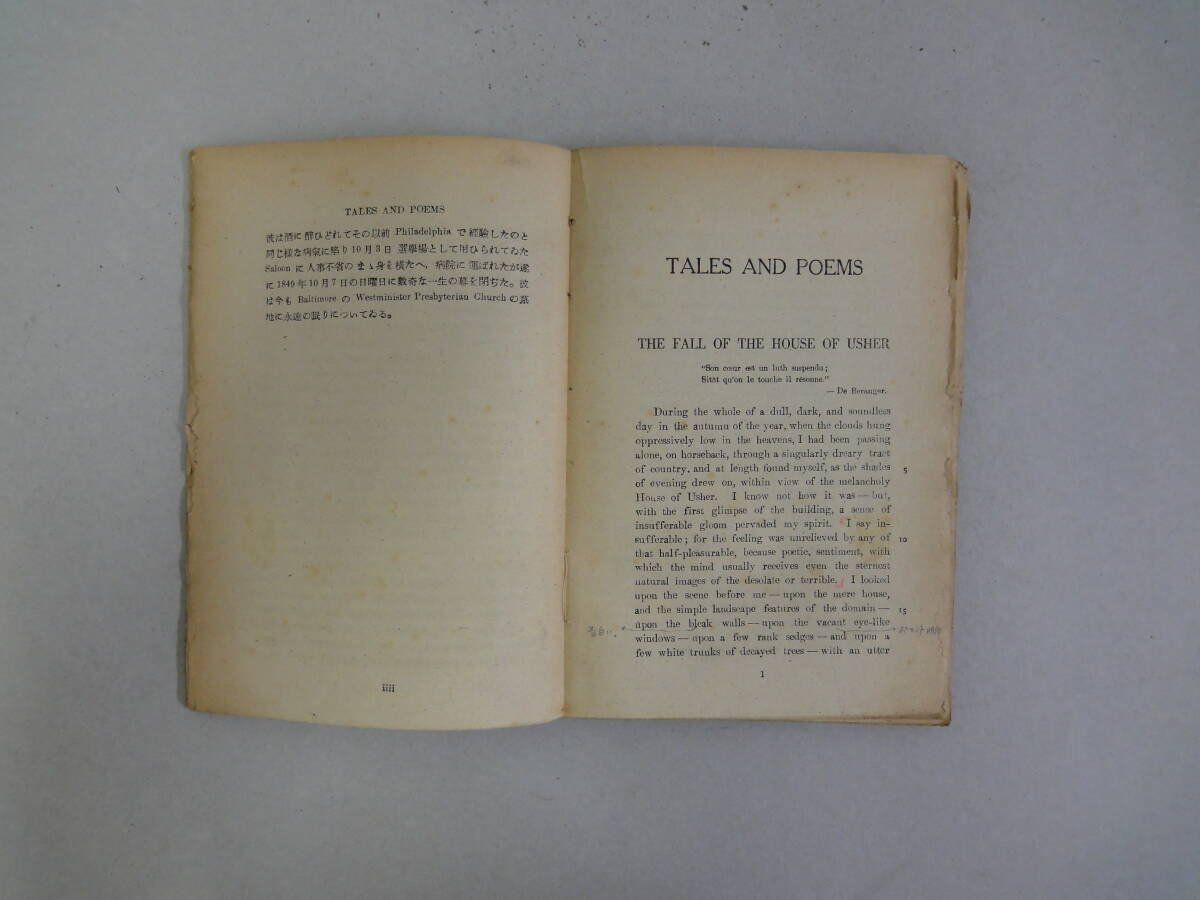 TALES AND POEMS
彼は酒に醉ひどれてその以前 Philadelphia で經驗したのと
同じ樣な病氣に陷り10月3日 選擧場として用ひられてゐた
Saloon に人事不省のまゝ身を橫たへ, 病院に運ばれたが遂
に 1849年10月7日の日曜日に數奇な一生の幕を閉ぢた。彼
は今も Baltimore の Westminister Presbyterian Church の墓
地に永遠の眠りについてゐる。
iiii
TALES AND POEMS
THE FALL OF THE HOUSE OF USHER
"Son cœur est un luth suspendu;
Sitôt qu'on le touche il résonne."
— De Beranger.
During the whole of a dull, dark, and soundless
day in the autumn of the year, when the clouds hung
oppressively low in the heavens, I had been passing
alone, on horseback, through a singularly dreary tract
of country, and at length found myself, as the shades 5
of evening drew on, within view of the melancholy
House of Usher. I know not how it was — but,
with the first glimpse of the building, a sense of
insufferable gloom pervaded my spirit. I say in-
sufferable; for the feeling was unrelieved by any of 10
that half-pleasurable, because poetic, sentiment, with
which the mind usually receives even the sternest
natural images of the desolate or terrible. I looked
upon the scene before me — upon the mere house,
and the simple landscape features of the domain — 15
upon the bleak walls — upon the vacant eye-like
windows — upon a few rank sedges — and upon a
few white trunks of decayed trees — with an utter
1